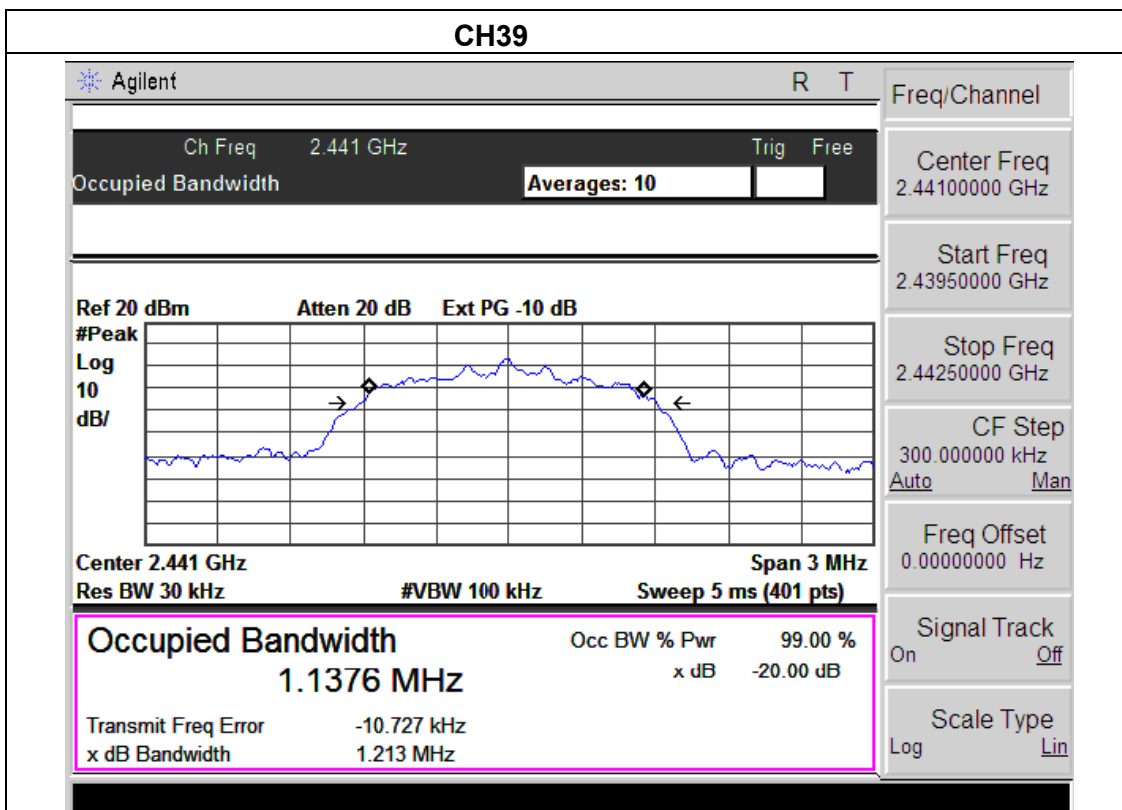 CH39
Agilent R T
Ch Freq 2.441 GHz Trig Free
Occupied Bandwidth Averages: 10
Ref 20 dBm Atten 20 dB Ext PG -10 dB
#Peak
Log
10
dB/
Center 2.441 GHz Span 3 MHz
Res BW 30 kHz #VBW 100 kHz Sweep 5 ms (401 pts)
Occupied Bandwidth Occ BW % Pwr 99.00 %
1.1376 MHz x dB -20.00 dB
Transmit Freq Error -10.727 kHz
x dB Bandwidth 1.213 MHz
Freq/Channel
Center Freq
2.44100000 GHz
Start Freq
2.43950000 GHz
Stop Freq
2.44250000 GHz
CF Step
300.000000 kHz
Auto Man
Freq Offset
0.00000000 Hz
Signal Track
On Off
Scale Type
Log Lin